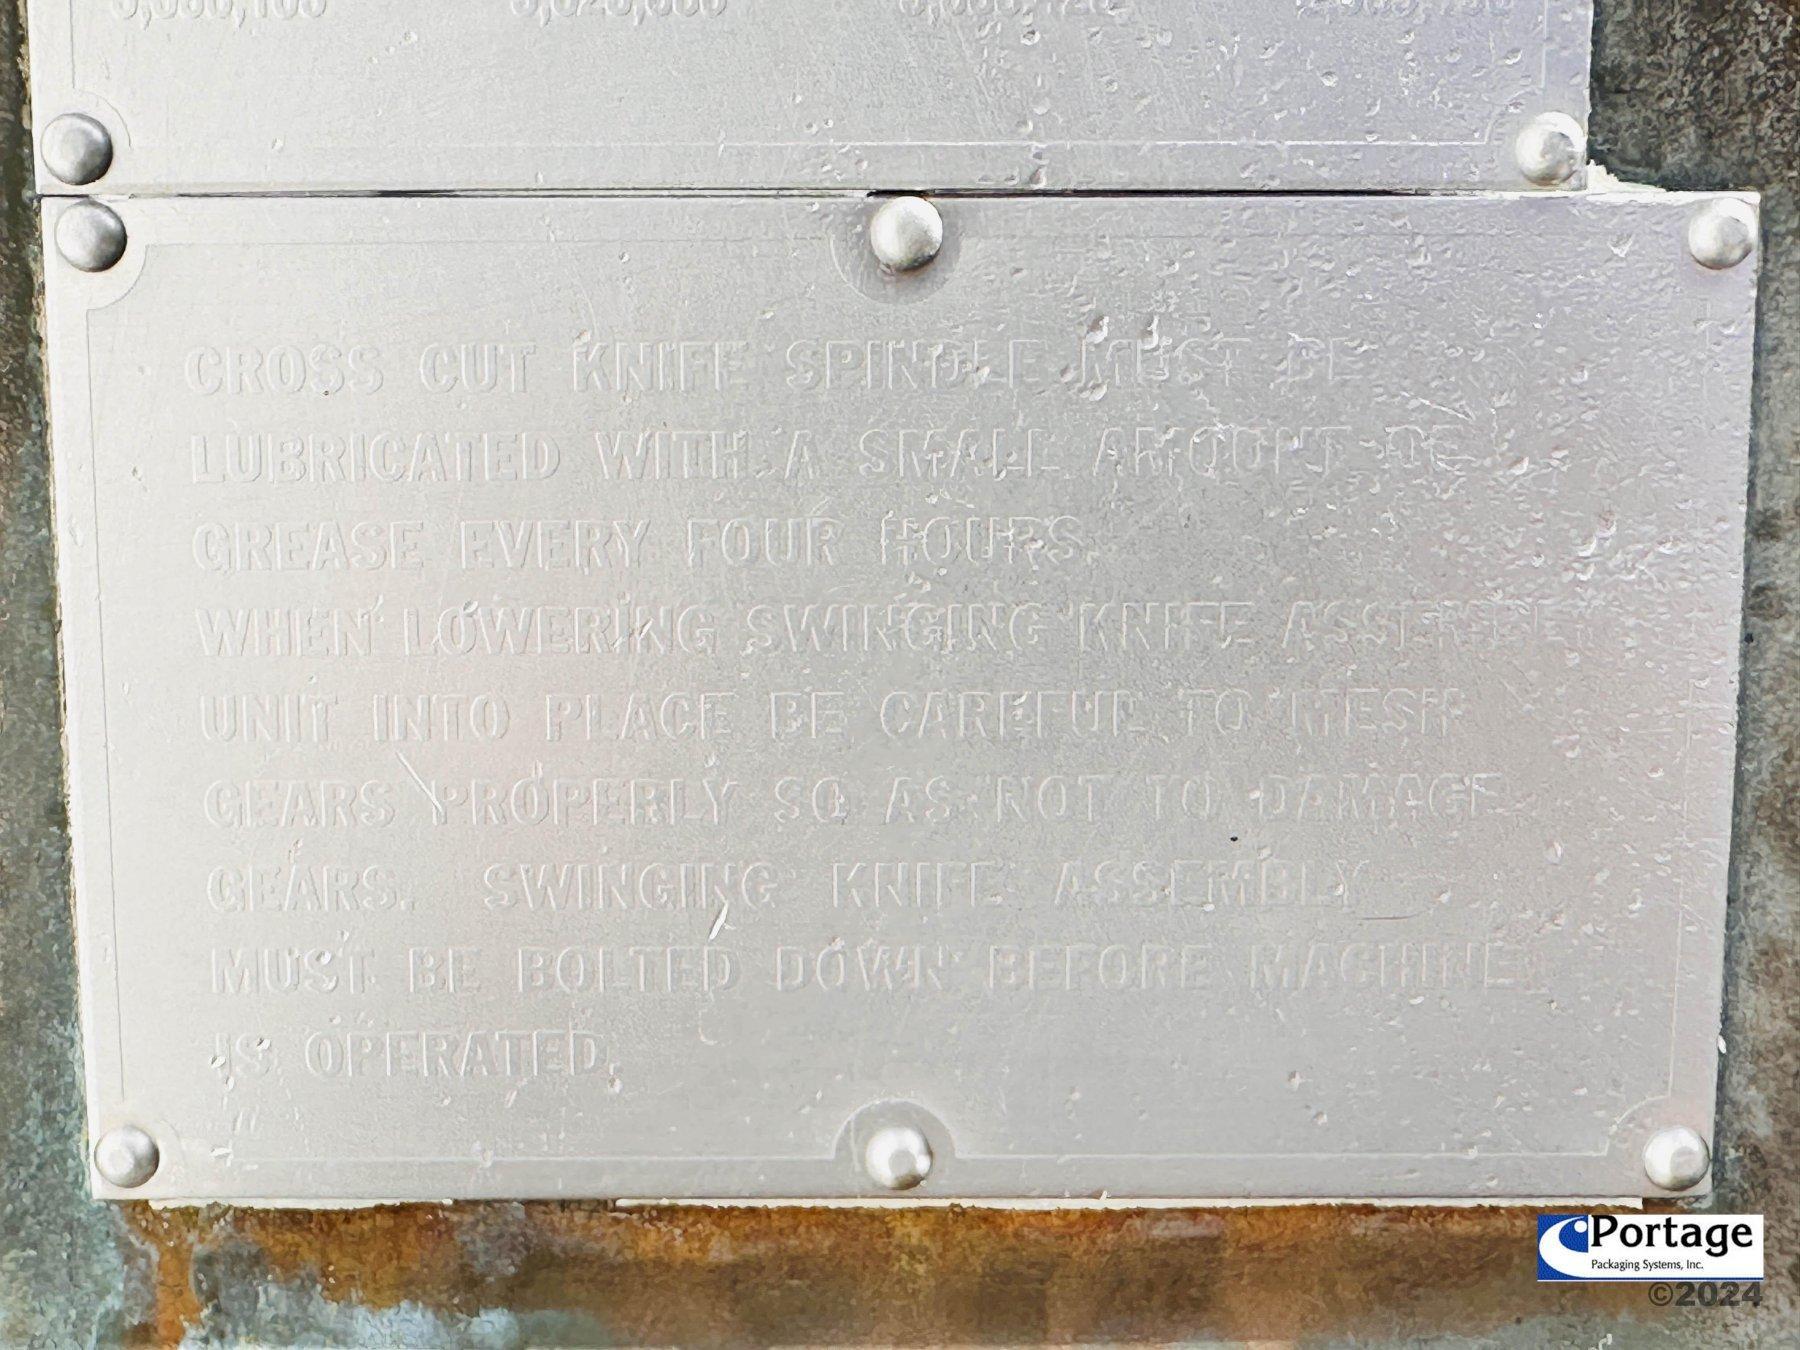 CROSS CUT KNIFE SPINDLE MUST BE
LUBRICATED WITH A SMALL AMOUNT OF
GREASE EVERY FOUR HOURS.
WHEN LOWERING SWINGING KNIFE ASSEMBLY
UNIT INTO PLACE BE CAREFUL TO MESH
GEARS PROPERLY SO AS NOT TO DAMAGE
GEARS. SWINGING KNIFE ASSEMBLY
MUST BE BOLTED DOWN BEFORE MACHINE
IS OPERATED.
Portage
Packaging Systems, Inc.
©2024